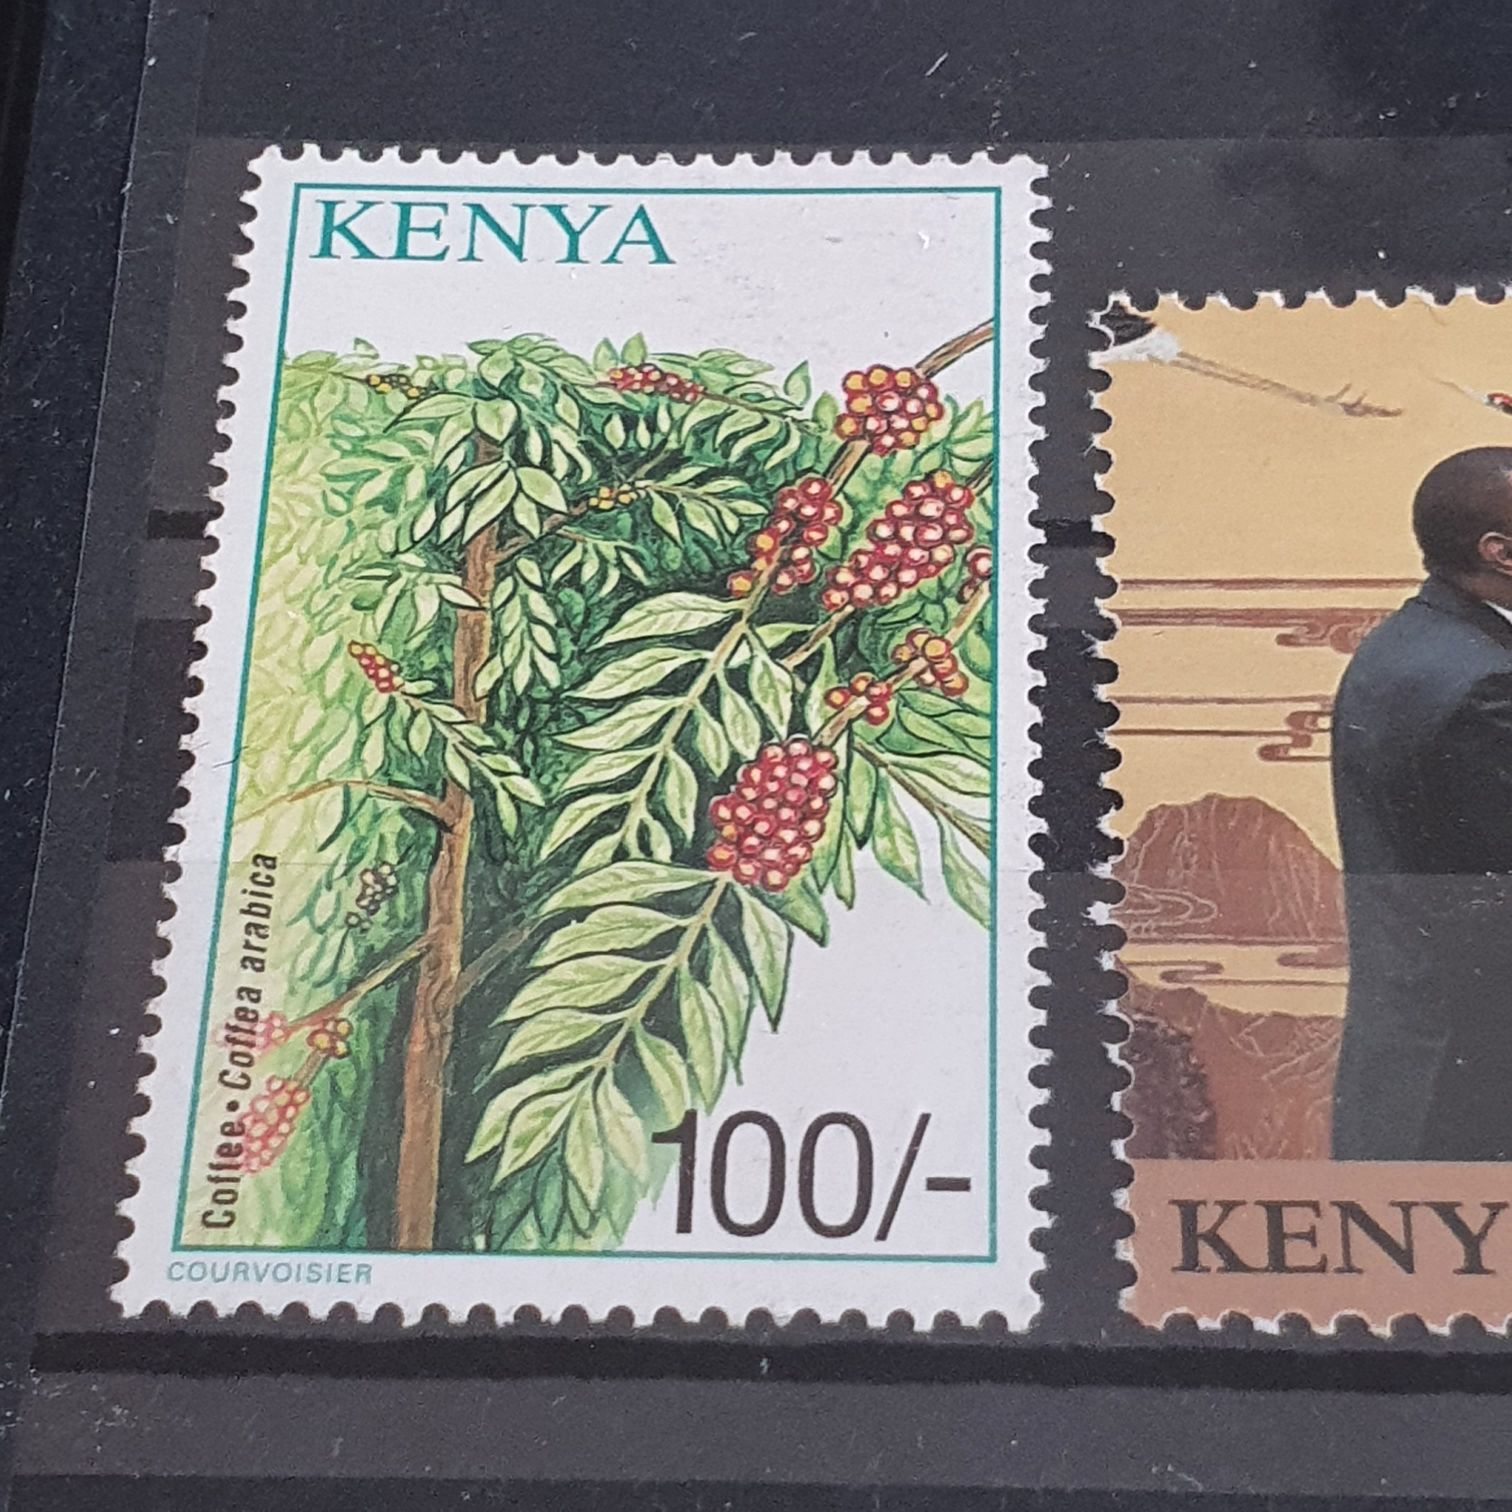 KENYA
Coffee • Coffea arabica
100/-
COURVOISIER
KENY